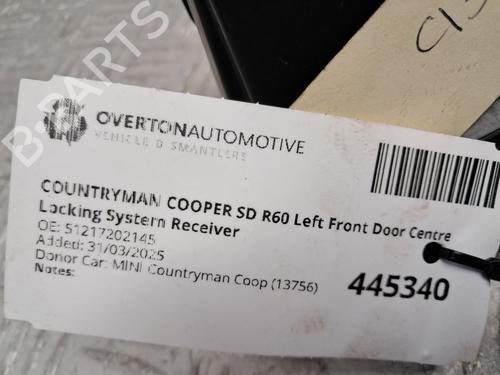 B-PARTS
OVERTONAUTOMOTIVE
VEHICLE DISMANTLERS
COUNTRYMAN COOPER SD R60 Left Front Door Centre
Locking System Receiver
OE: 51217202145
Added: 31/03/2025
Donor Car: MINI Countryman Coop (13756)
Notes:
445340